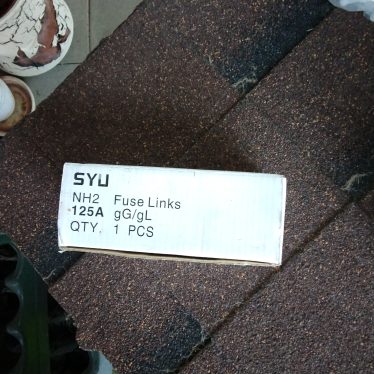 SYU
NH2 Fuse Links
125A gG/gL
QTY. 1 PCS